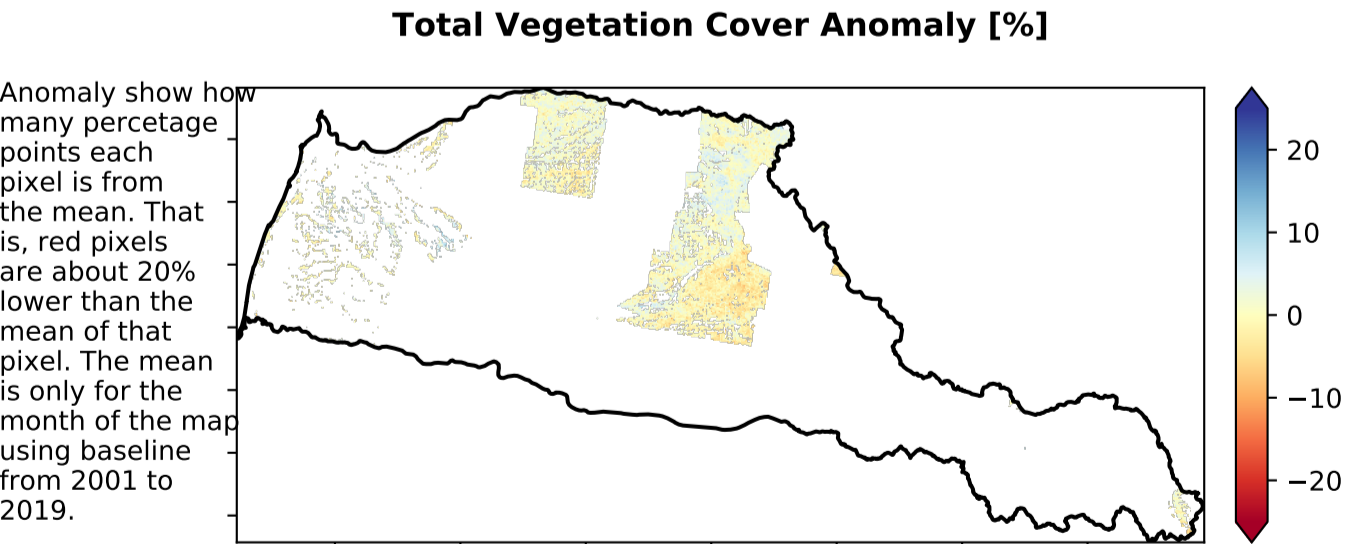 Total Vegetation Cover Anomaly [%]
Anomaly show how
many percetage
points each
pixel is from
the mean. That
is, red pixels
are about 20%
lower than the
mean of that
pixel. The mean
is only for the
month of the map
using baseline
from 2001 to
2019.
20
10
0
−10
−20